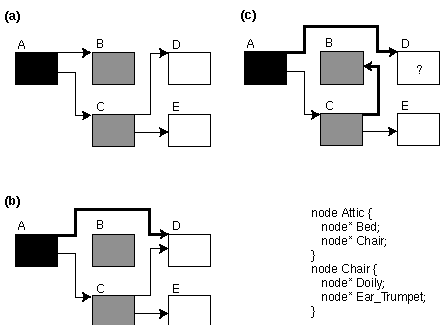 (a)
A
B
D
C
E
(c)
A
B
D
?
C
E
(b)
A
B
D
C
E
node Attic {
node* Bed;
node* Chair;
}
node Chair {
node* Doily;
node* Ear_Trumpet;
}